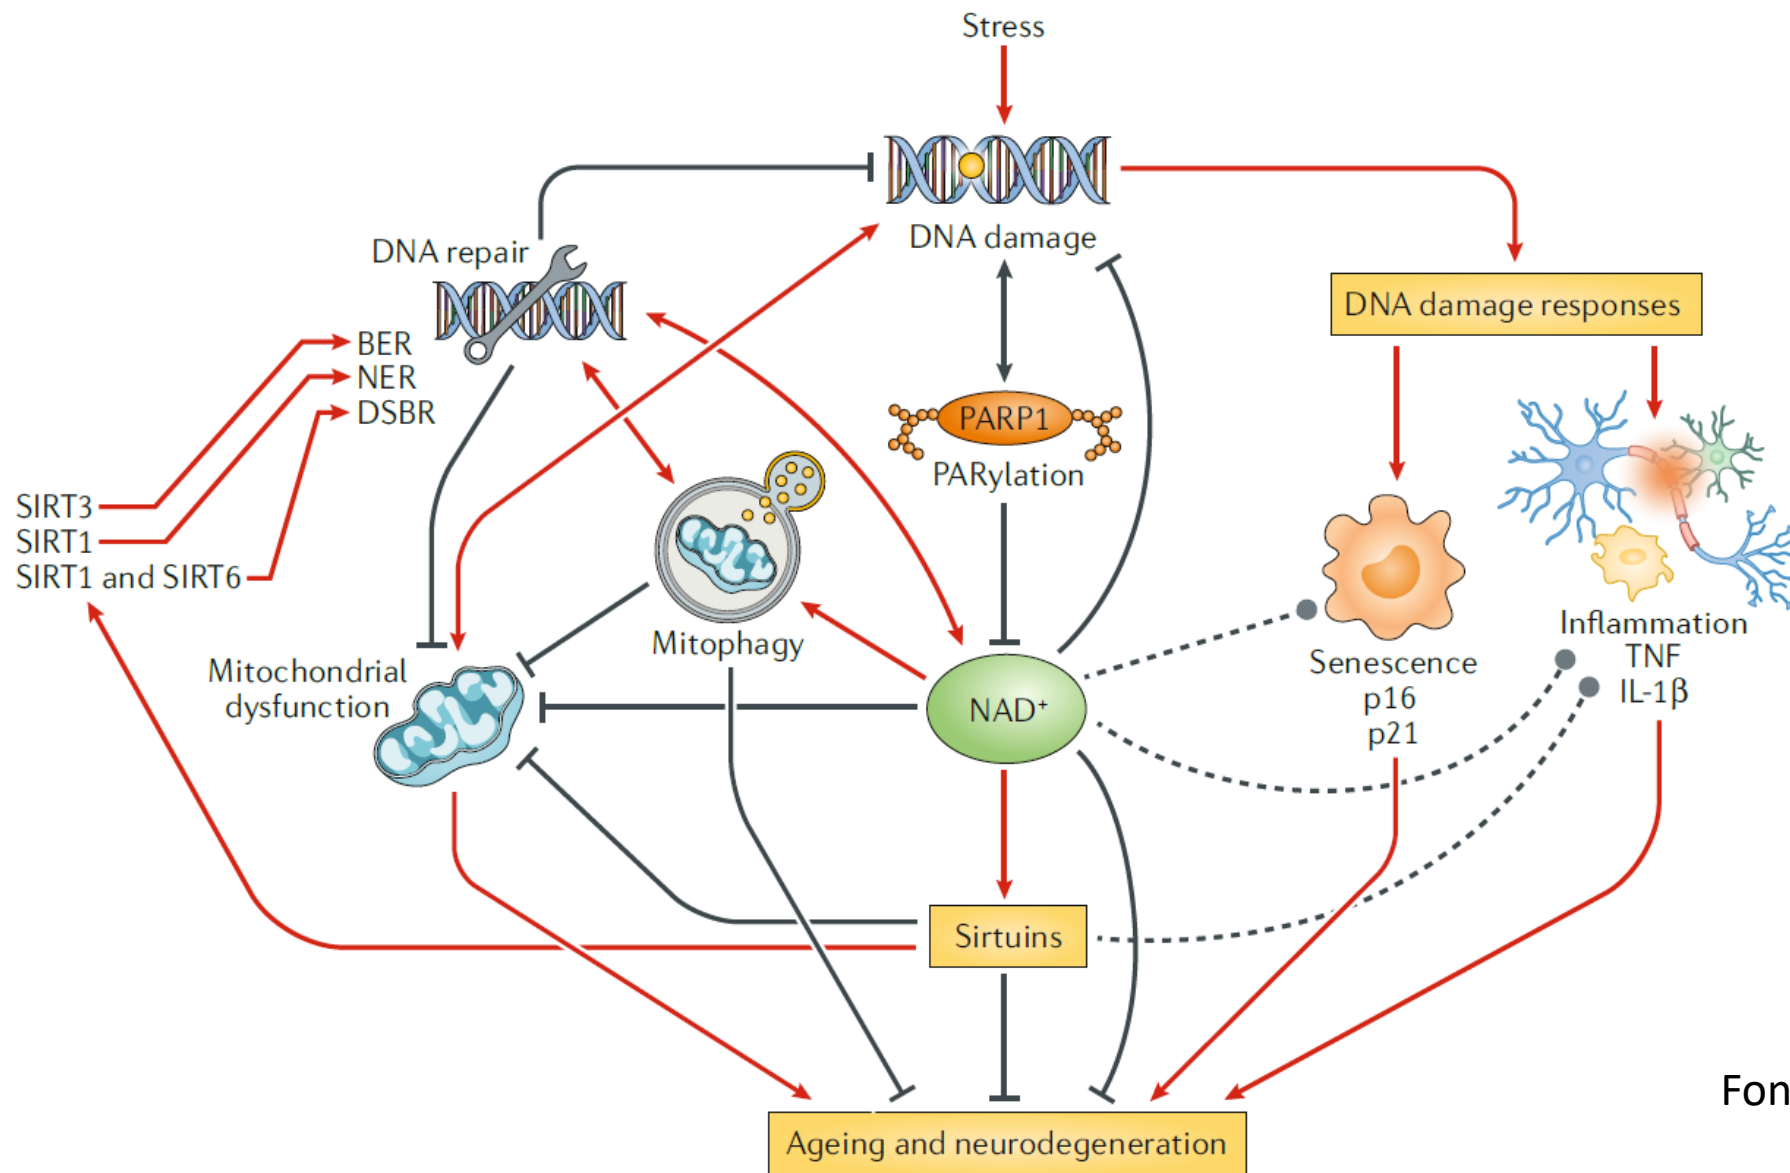 Stress
DNA damage
DNA repair
BER
NER
DSBR
DNA damage responses
PARP1
PARylation
SIRT3
SIRT1
SIRT1 and SIRT6
Mitochondrial
dysfunction
Mitophagy
NAD⁺
Senescence
p16
p21
Inflammation
TNF
IL-1β
Sirtuins
Fon
Ageing and neurodegeneration